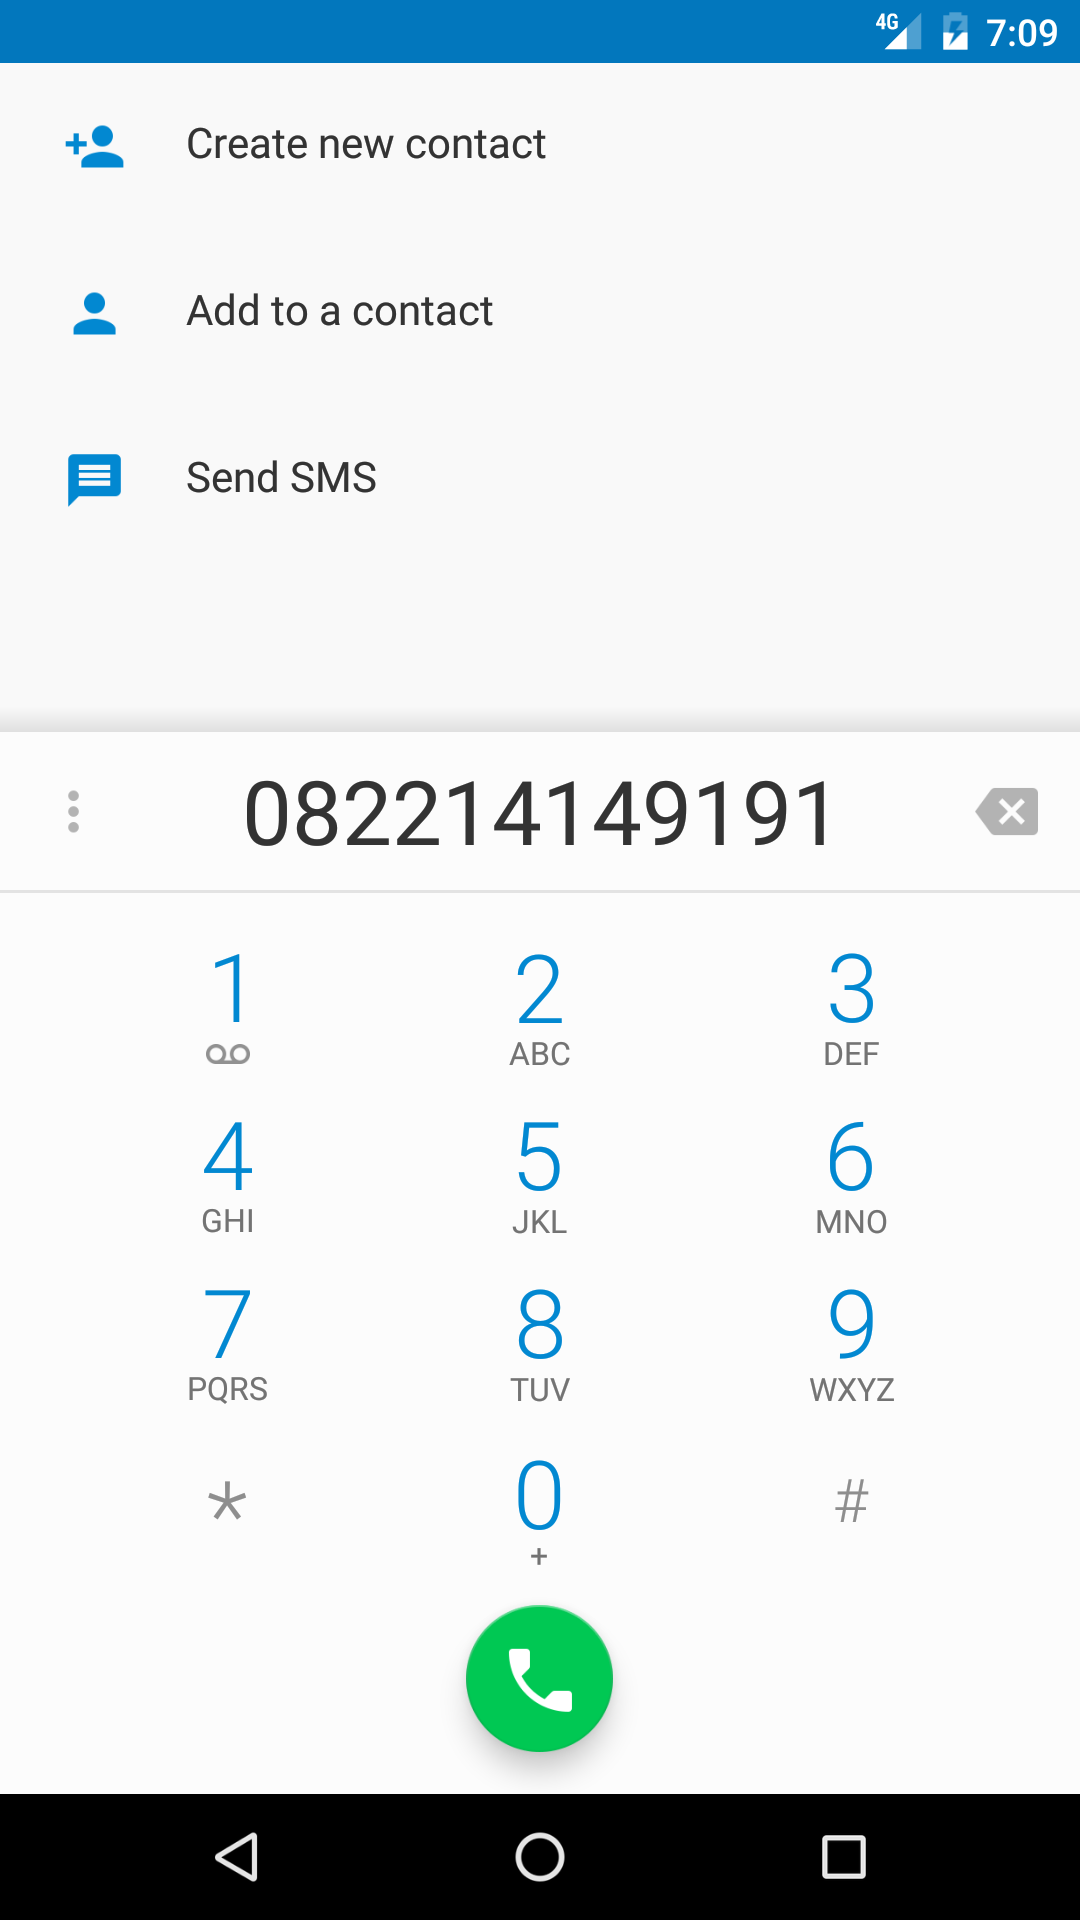 4G 7:09
Create new contact
Add to a contact
Send SMS
082214149191
1 2 3
ABC DEF
4 5 6
GHI JKL MNO
7 8 9
PQRS TUV WXYZ
* 0 #
+